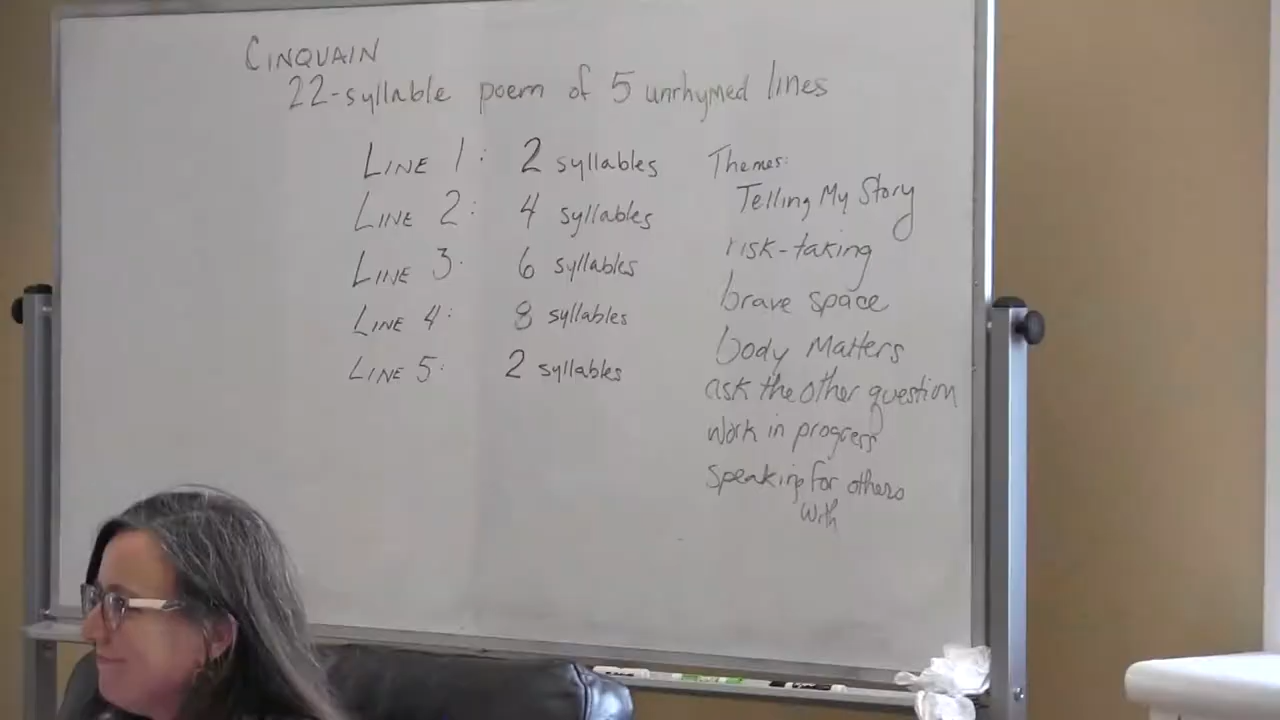 CINQUAIN
22-syllable poem of 5 unrhymed lines
LINE 1: 2 syllables
LINE 2: 4 syllables
LINE 3: 6 syllables
LINE 4: 8 syllables
LINE 5: 2 syllables
Themes:
Telling My Story
risk-taking
brave space
body Matters
ask the other question
work in progress
speaking for others
with